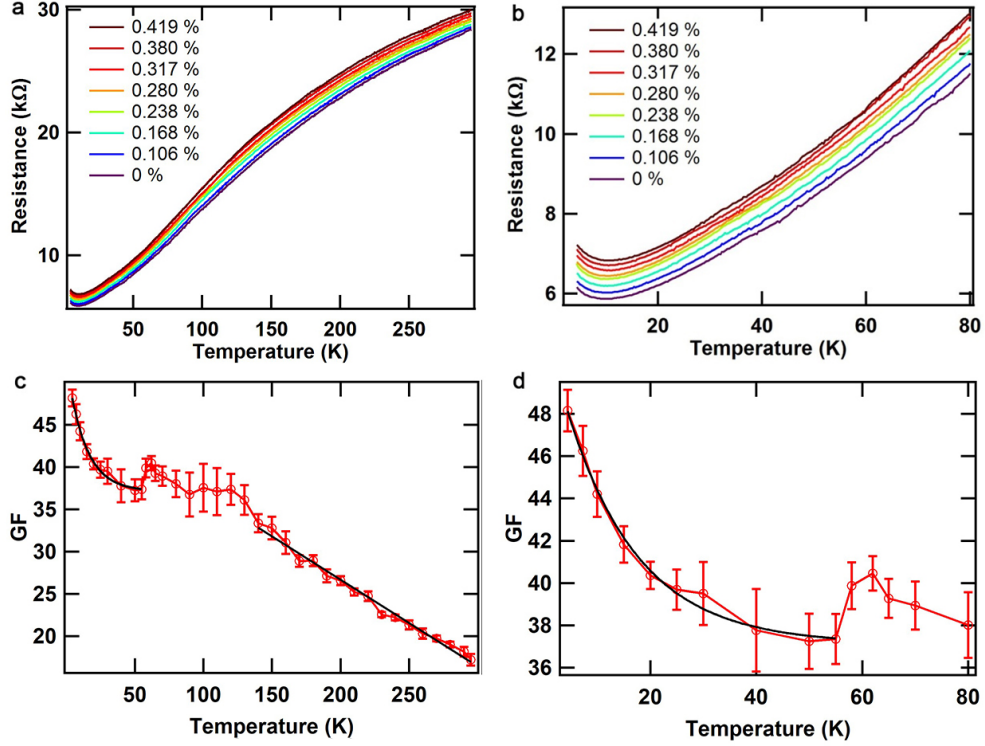 a
30
20
10
Resistance (kΩ)
0.419 %
0.380 %
0.317 %
0.280 %
0.238 %
0.168 %
0.106 %
0 %
50 100 150 200 250
Temperature (K)
b
12
10
8
6
Resistance (kΩ)
0.419 %
0.380 %
0.317 %
0.280 %
0.238 %
0.168 %
0.106 %
0 %
20 40 60 80
Temperature (K)
c
45
40
35
30
25
20
GF
50 100 150 200 250
Temperature (K)
d
48
46
44
42
40
38
36
GF
20 40 60 80
Temperature (K)